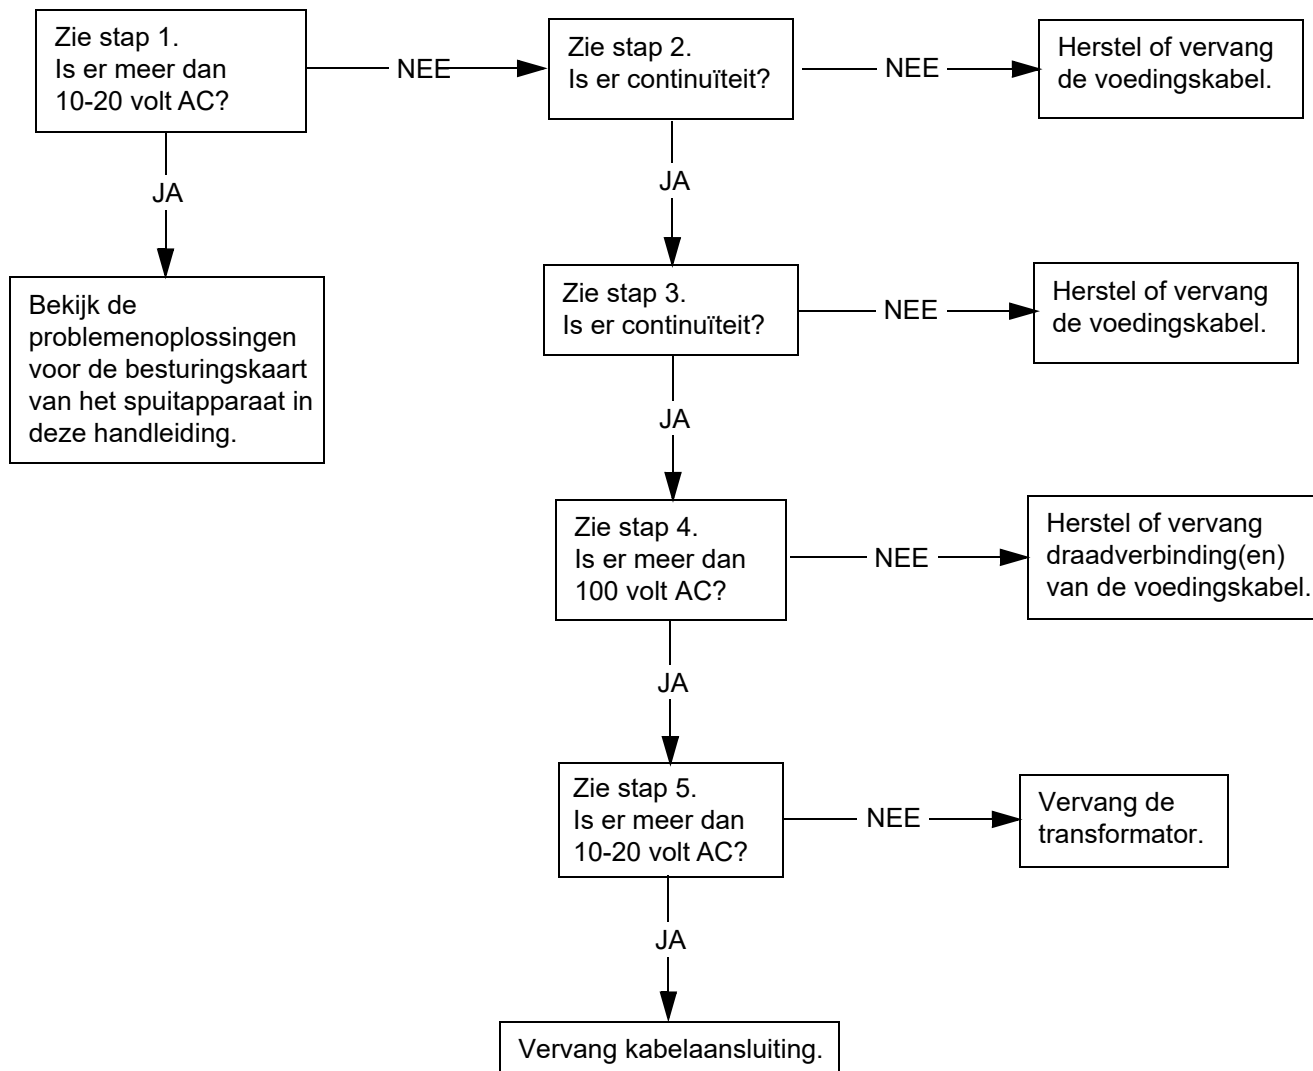 Zie stap 1.
Is er meer dan
10-20 volt AC?
NEE
Zie stap 2.
Is er continuïteit?
NEE
Herstel of vervang
de voedingskabel.
JA
JA
Bekijk de
problemenoplossingen
voor de besturingskaart
van het spuitapparaat in
deze handleiding.
Zie stap 3.
Is er continuïteit?
NEE
Herstel of vervang
de voedingskabel.
JA
Zie stap 4.
Is er meer dan
100 volt AC?
NEE
Herstel of vervang
draadverbinding(en)
van de voedingskabel.
JA
Zie stap 5.
Is er meer dan
10-20 volt AC?
NEE
Vervang de
transformator.
JA
Vervang kabelaansluiting.